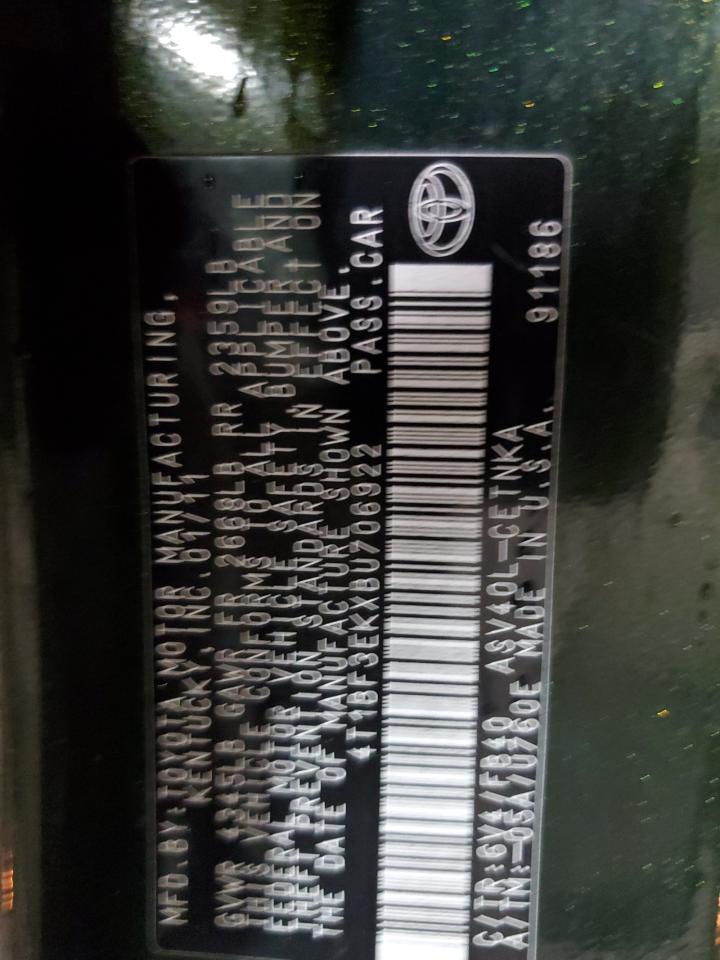 MFD.BY:TOYOTA MOTOR MANUFACTURING,
KENTUCKY, INC.01/11
GVWR 4345LB GAWR FR 2668LB RR 2359LB
THIS VEHICLE CONFORMS TO ALL APPLICABLE
FEDERAL MOTOR VEHICLE SAFETY, BUMPER, AND
THEFT PREVENTION STANDARDS IN EFFECT ON
THE DATE OF MANUFACTURE SHOWN ABOVE.
4T1BF3EKXBU706922 PASS.CAR
C/TR:6V4/FB40 ASV40L-CETNKA
A/TM:-05A/U760E MADE IN U.S.A.
91186